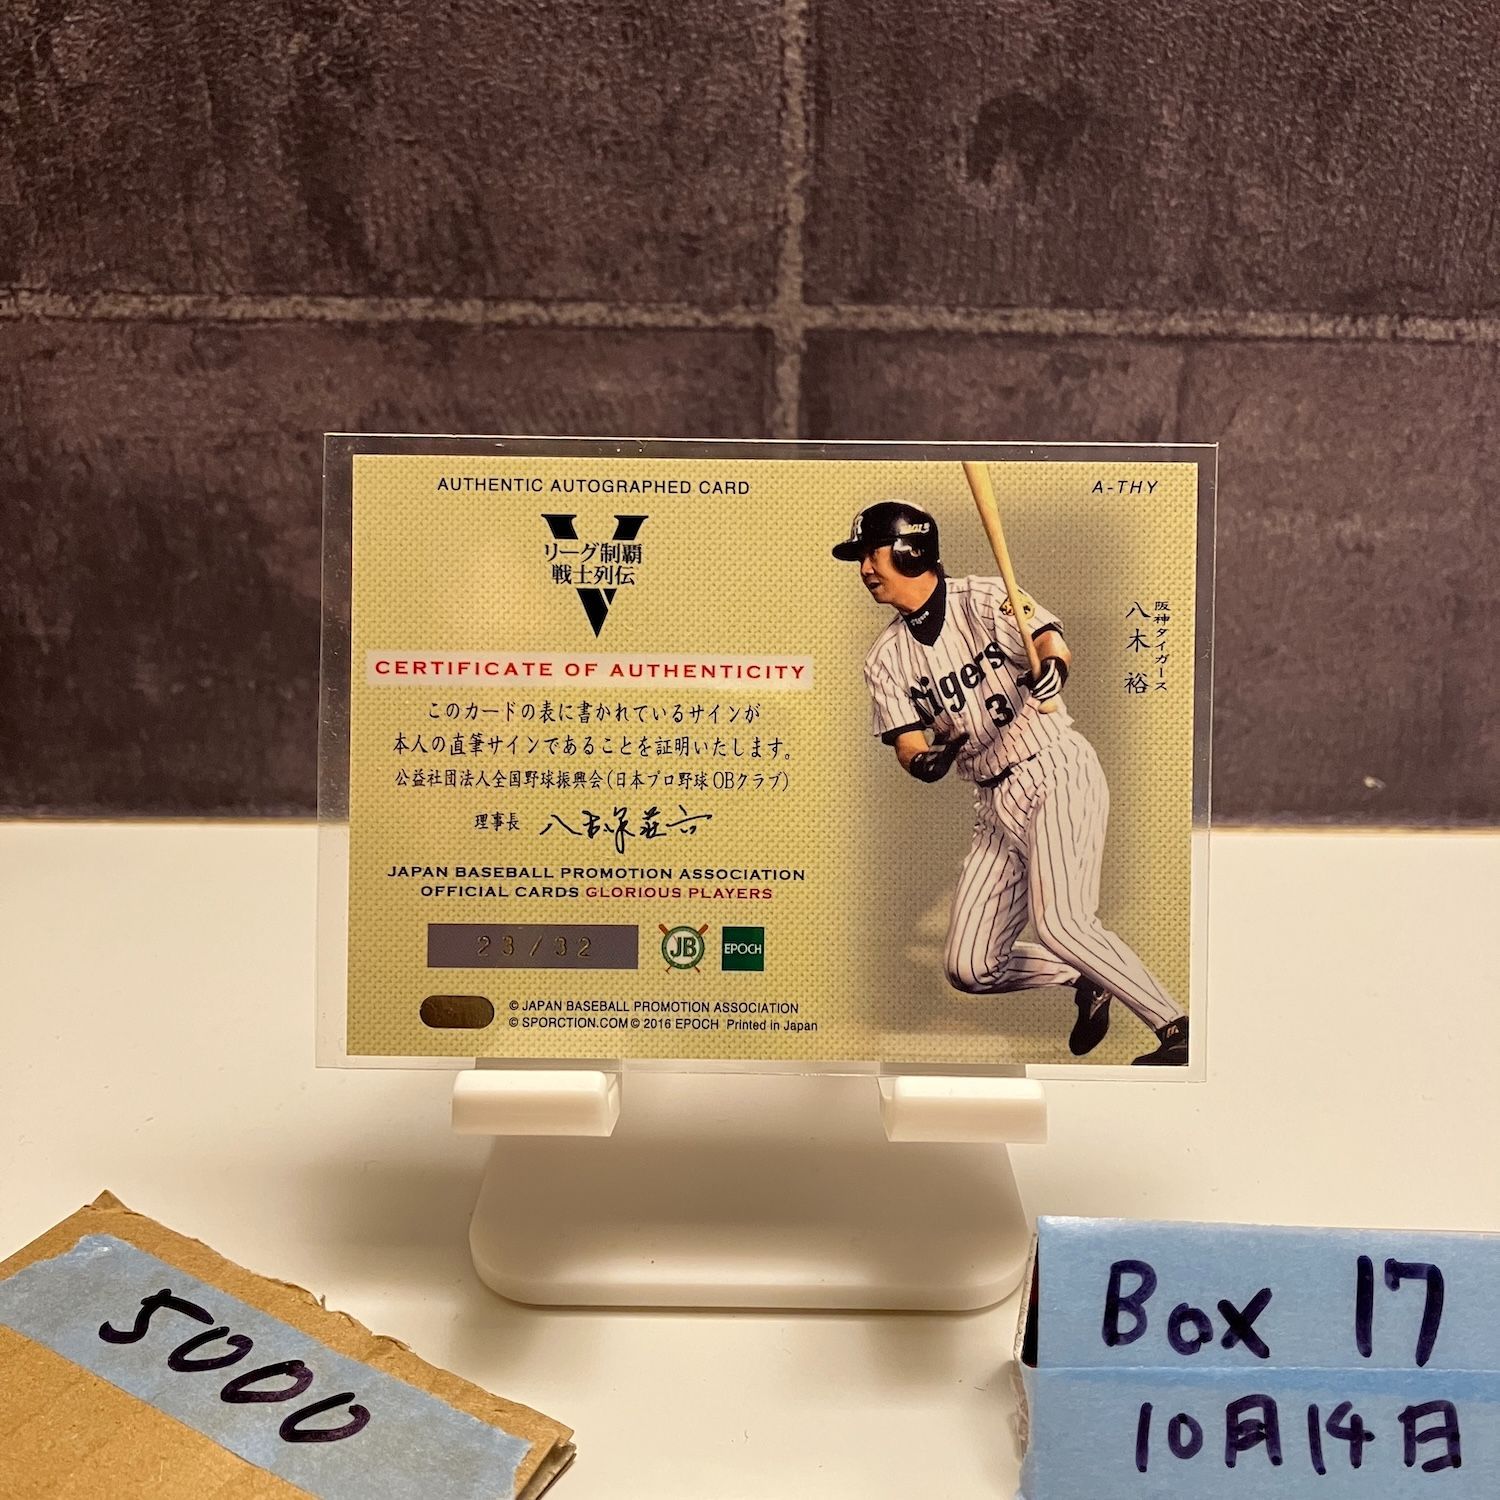 AUTHENTIC AUTOGRAPHED CARD
A-THY
V
リーグ制覇
戦士列伝
V
CERTIFICATE OF AUTHENTICITY
このカードの表に書かれているサインが
本人の直筆サインであることを証明いたします。
公益社団法人全国野球振興会(日本プロ野球OBクラブ)
理事長
JAPAN BASEBALL PROMOTION ASSOCIATION
OFFICIAL CARDS GLORIOUS PLAYERS
23/32
JB
EPOCH
© JAPAN BASEBALL PROMOTION ASSOCIATION
© SPORCTION.COM © 2016 EPOCH Printed in Japan
阪神タイガース
八木 裕
Tigers
Tigers
3
5000
Box 17
10月14日